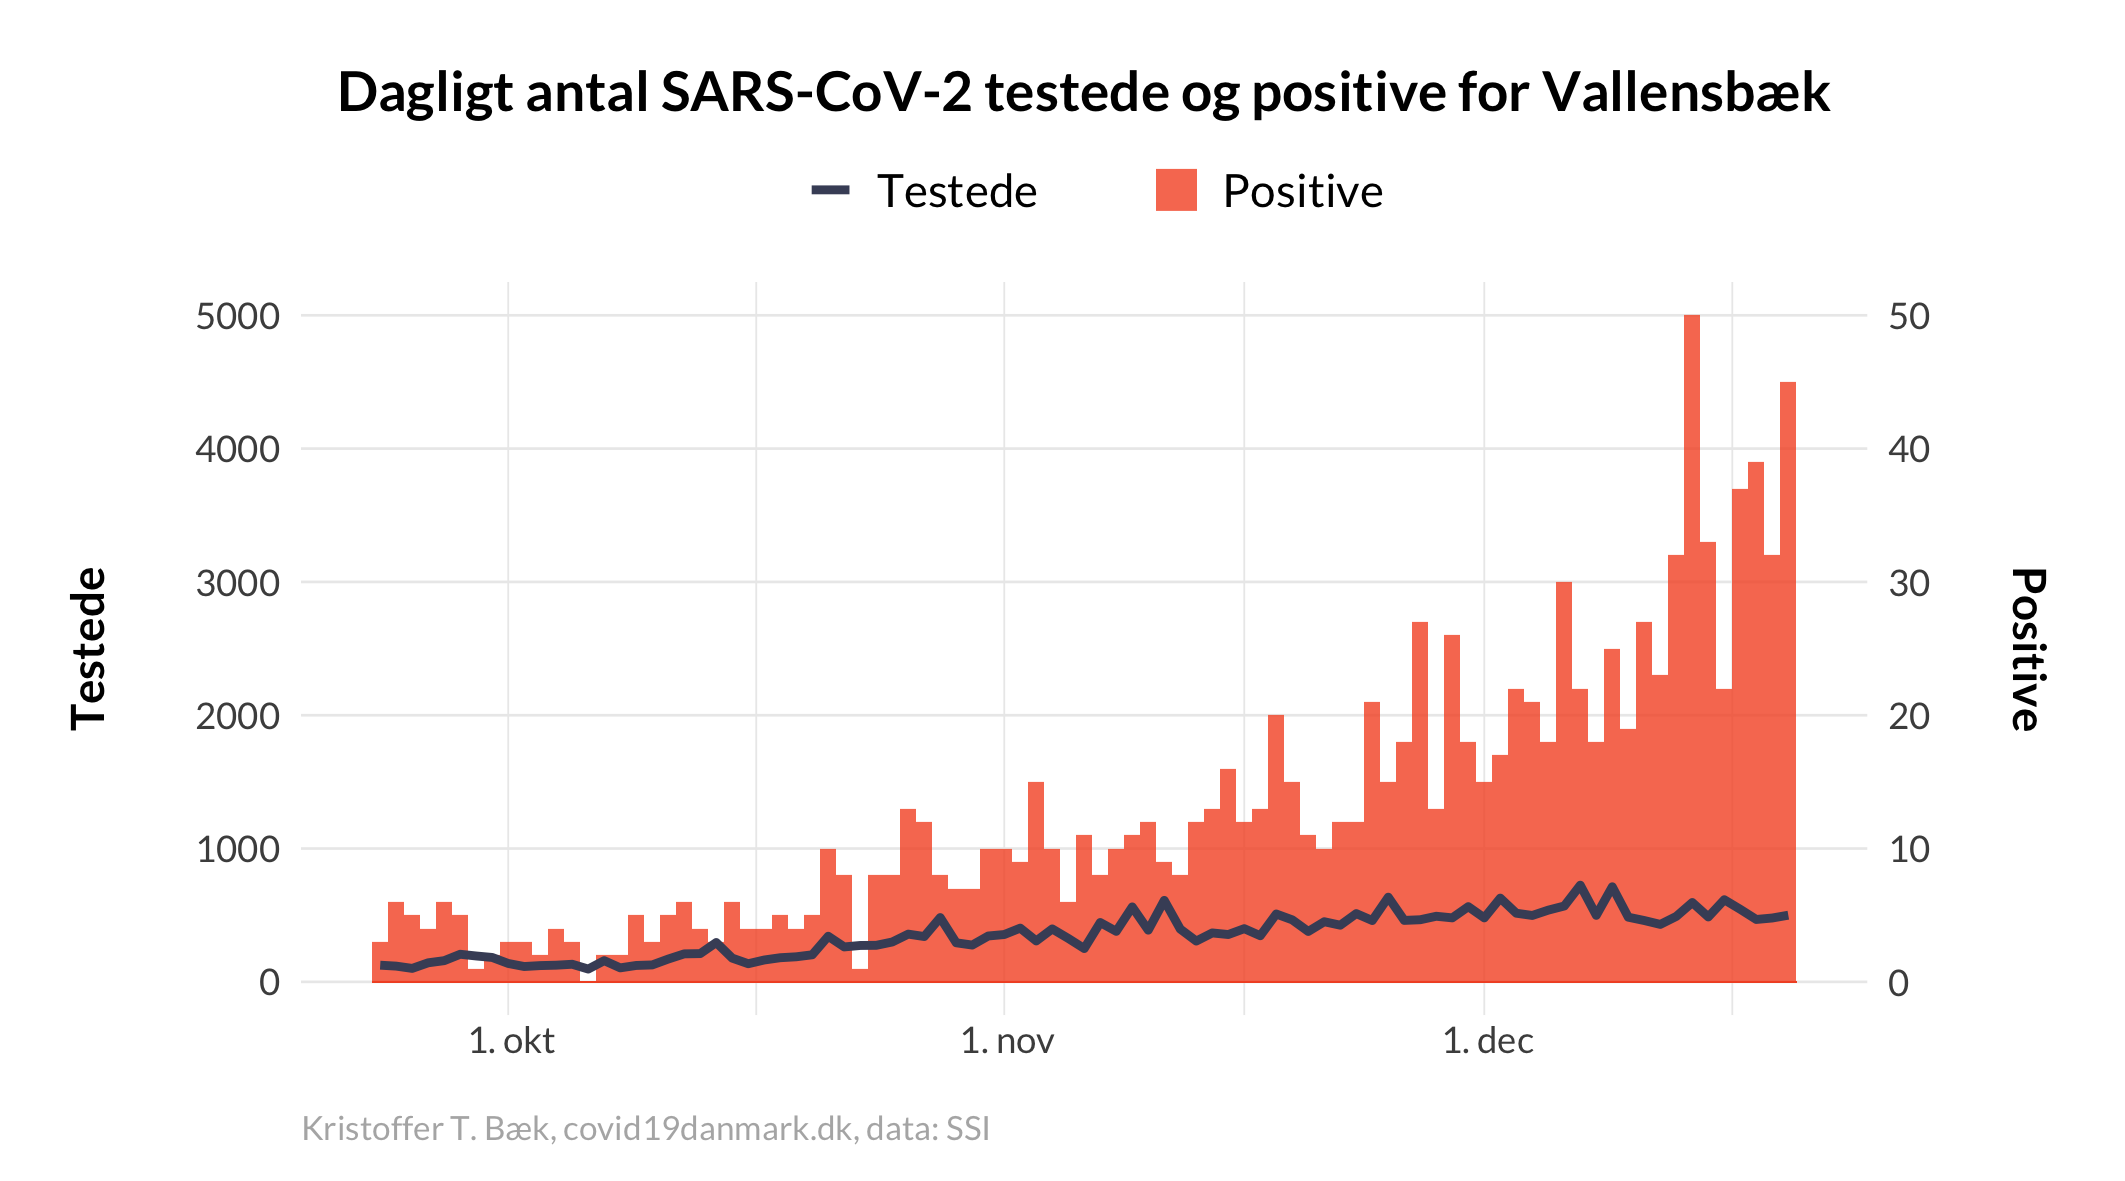 Dagligt antal SARS-CoV-2 testede og positive for Vallensbæk
Testede Positive
5000 50
4000 40
3000 30
2000 20
1000 10
0 0
Testede
Positive
1. okt 1. nov 1. dec
Kristoffer T. Bæk, covid19danmark.dk, data: SSI